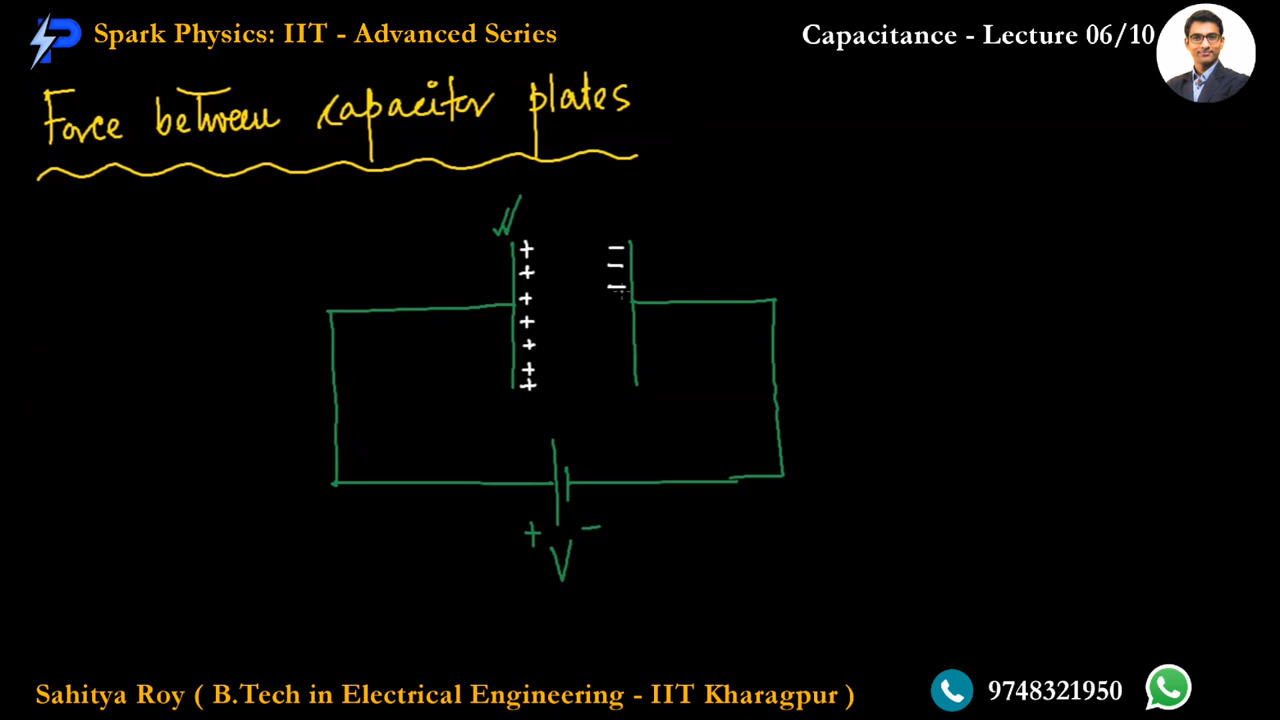 Spark Physics: IIT - Advanced Series
Capacitance - Lecture 06/10
Force between capacitor plates
+ -
+ -
+ -
+
+
+
+
+ -
V
Sahitya Roy ( B.Tech in Electrical Engineering - IIT Kharagpur )
9748321950